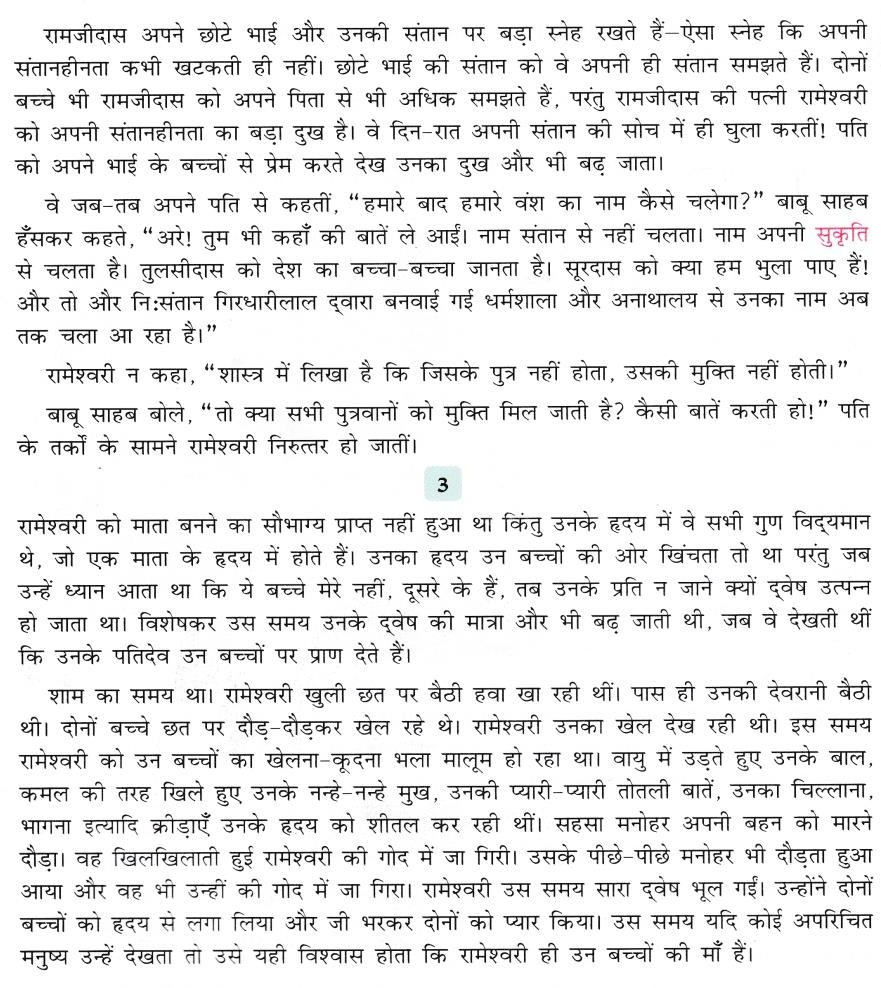 रामजीदास अपने छोटे भाई और उनकी संतान पर बड़ा स्नेह रखते हैं–ऐसा स्नेह कि अपनी
संतानहीनता कभी खटकती ही नहीं। छोटे भाई की संतान को वे अपनी ही संतान समझते हैं। दोनों
बच्चे भी रामजीदास को अपने पिता से भी अधिक समझते हैं, परंतु रामजीदास की पत्नी रामेश्वरी
को अपनी संतानहीनता का बड़ा दुख है। वे दिन-रात अपनी संतान की सोच में ही घुला करतीं! पति
को अपने भाई के बच्चों से प्रेम करते देख उनका दुख और भी बढ़ जाता।
वे जब-तब अपने पति से कहतीं, “हमारे बाद हमारे वंश का नाम कैसे चलेगा?” बाबू साहब
हँसकर कहते, “अरे! तुम भी कहाँ की बातें ले आईं। नाम संतान से नहीं चलता। नाम अपनी सुकृति
से चलता है। तुलसीदास को देश का बच्चा-बच्चा जानता है। सूरदास को क्या हम भुला पाए हैं!
और तो और नि:संतान गिरधारीलाल द्वारा बनवाई गई धर्मशाला और अनाथालय से उनका नाम अब
तक चला आ रहा है।”
रामेश्वरी न कहा, “शास्त्र में लिखा है कि जिसके पुत्र नहीं होता, उसकी मुक्ति नहीं होती।”
बाबू साहब बोले, “तो क्या सभी पुत्रवानों को मुक्ति मिल जाती है? कैसी बातें करती हो!” पति
के तर्कों के सामने रामेश्वरी निरुत्तर हो जातीं।
3
रामेश्वरी को माता बनने का सौभाग्य प्राप्त नहीं हुआ था किंतु उनके हृदय में वे सभी गुण विद्यमान
थे, जो एक माता के हृदय में होते हैं। उनका हृदय उन बच्चों की ओर खिंचता तो था परंतु जब
उन्हें ध्यान आता था कि ये बच्चे मेरे नहीं, दूसरे के हैं, तब उनके प्रति न जाने क्यों द्वेष उत्पन्न
हो जाता था। विशेषकर उस समय उनके द्वेष की मात्रा और भी बढ़ जाती थी, जब वे देखती थीं
कि उनके पतिदेव उन बच्चों पर प्राण देते हैं।
शाम का समय था। रामेश्वरी खुली छत पर बैठी हवा खा रही थीं। पास ही उनकी देवरानी बैठी
थी। दोनों बच्चे छत पर दौड़-दौड़कर खेल रहे थे। रामेश्वरी उनका खेल देख रही थी। इस समय
रामेश्वरी को उन बच्चों का खेलना-कूदना भला मालूम हो रहा था। वायु में उड़ते हुए उनके बाल,
कमल की तरह खिले हुए उनके नन्हे-नन्हे मुख, उनकी प्यारी-प्यारी तोतली बातें, उनका चिल्लाना,
भागना इत्यादि क्रीड़ाएँ उनके हृदय को शीतल कर रही थीं। सहसा मनोहर अपनी बहन को मारने
दौड़ा। वह खिलखिलाती हुई रामेश्वरी की गोद में जा गिरी। उसके पीछे-पीछे मनोहर भी दौड़ता हुआ
आया और वह भी उन्हीं की गोद में जा गिरा। रामेश्वरी उस समय सारा द्वेष भूल गईं। उन्होंने दोनों
बच्चों को हृदय से लगा लिया और जी भरकर दोनों को प्यार किया। उस समय यदि कोई अपरिचित
मनुष्य उन्हें देखता तो उसे यही विश्वास होता कि रामेश्वरी ही उन बच्चों की माँ हैं।